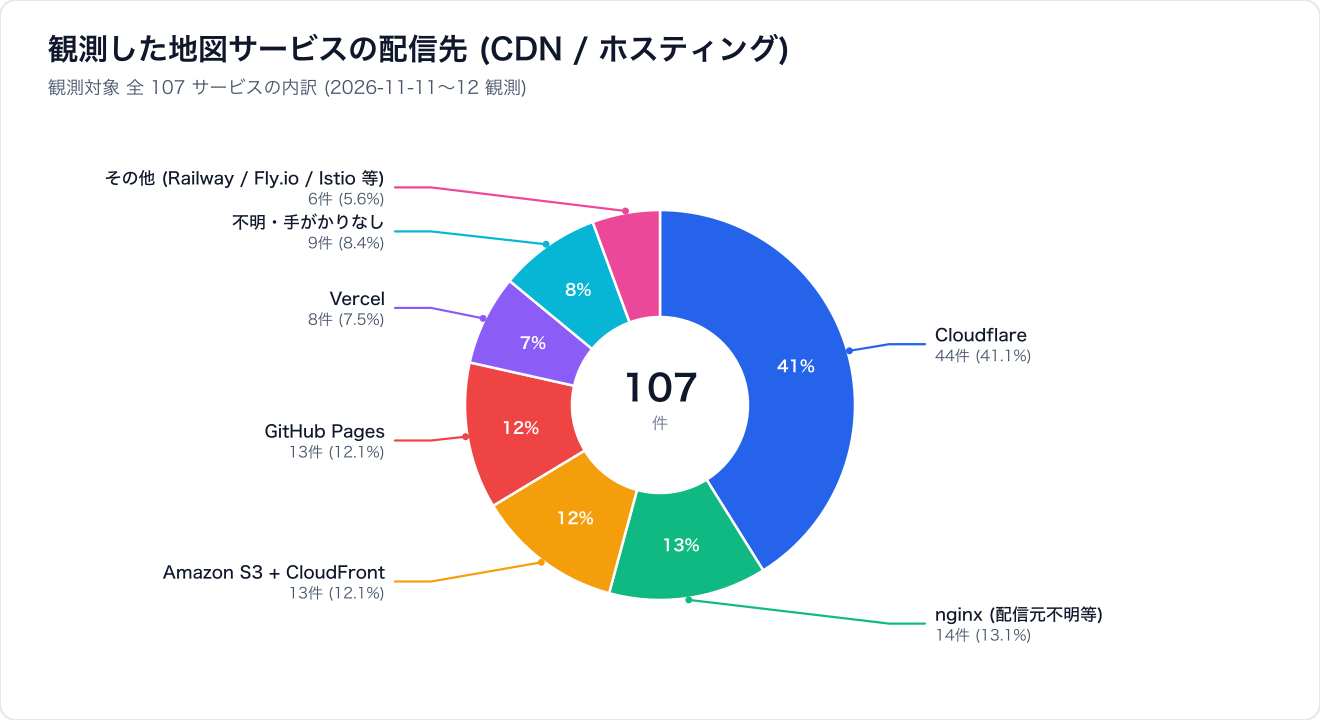 観測した地図サービスの配信先 (CDN / ホスティング)
観測対象 全 107 サービスの内訳 (2026-11-11〜12 観測)
その他 (Railway / Fly.io / Istio 等)
6件 (5.6%)
不明・手がかりなし
9件 (8.4%)
Vercel
8件 (7.5%)
GitHub Pages
13件 (12.1%)
Amazon S3 + CloudFront
13件 (12.1%)
8%
7%
12%
12%
13%
41%
107
件
Cloudflare
44件 (41.1%)
nginx (配信元不明等)
14件 (13.1%)